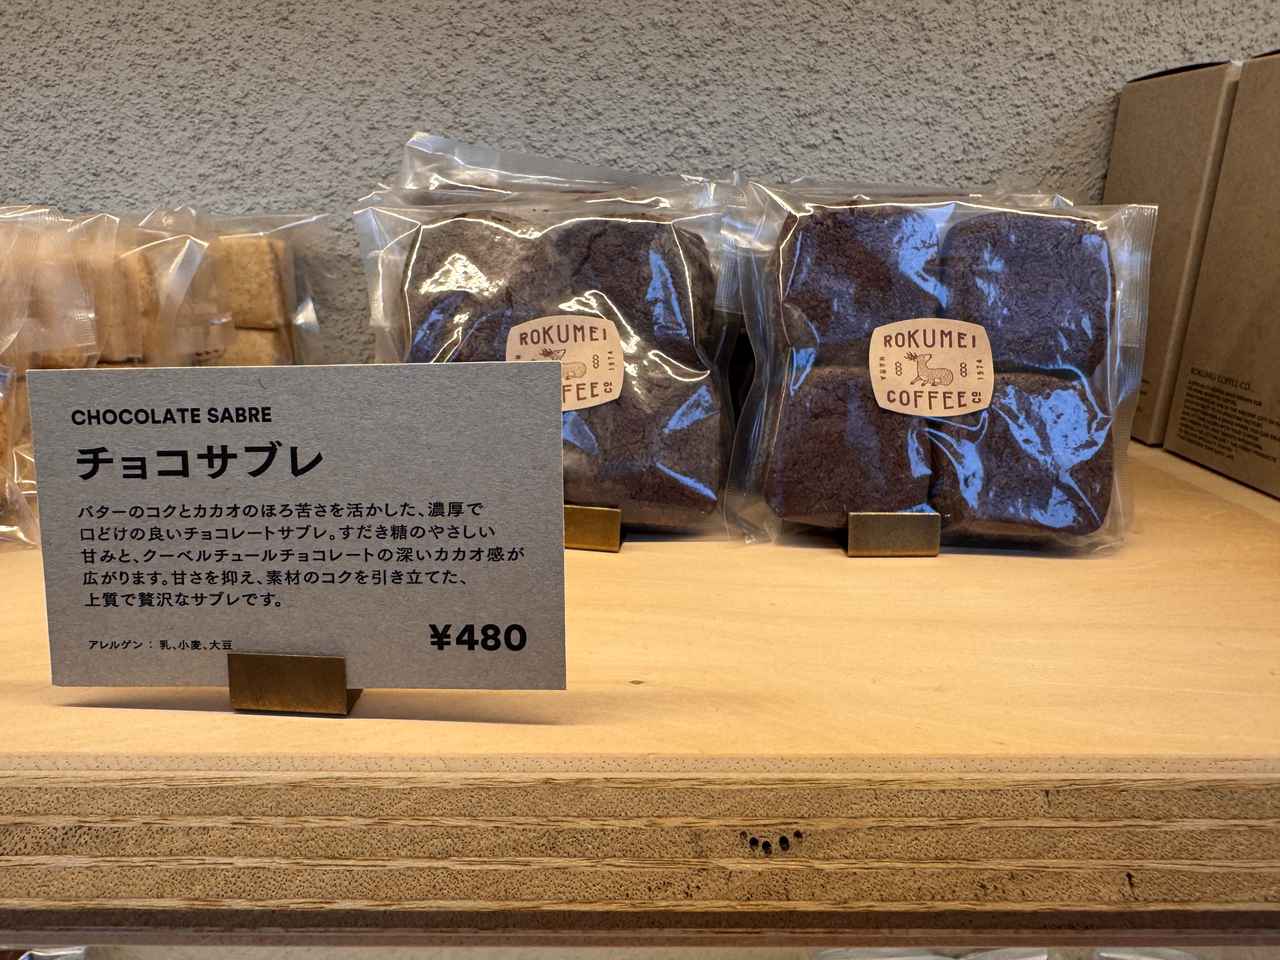 CHOCOLATE SABRE
チョコサブレ
バターのコクとカカオのほろ苦さを活かした、濃厚で
口どけの良いチョコレートサブレ。すだき糖のやさしい
甘みと、クーベルチュールチョコレートの深いカカオ感が
広がります。甘さを抑え、素材のコクを引き立てた、
上質で贅沢なサブレです。
アレルゲン : 乳、小麦、大豆
¥480
ROKUMEI
COFFEE
ROKUMEI
1974
COFFEE Cº
ROKUMEI COFFEE CO.